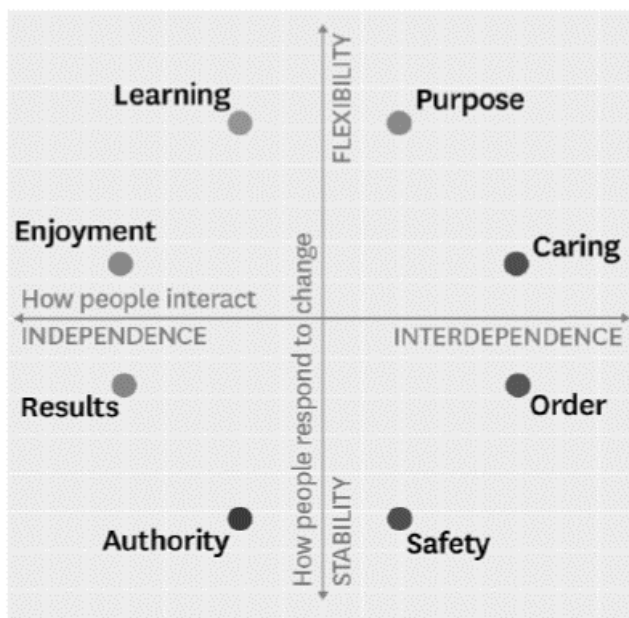 Learning
Purpose
FLEXIBILITY
Enjoyment
Caring
How people interact
How people respond to change
INDEPENDENCE
INTERDEPENDENCE
Results
Order
STABILITY
Authority
Safety